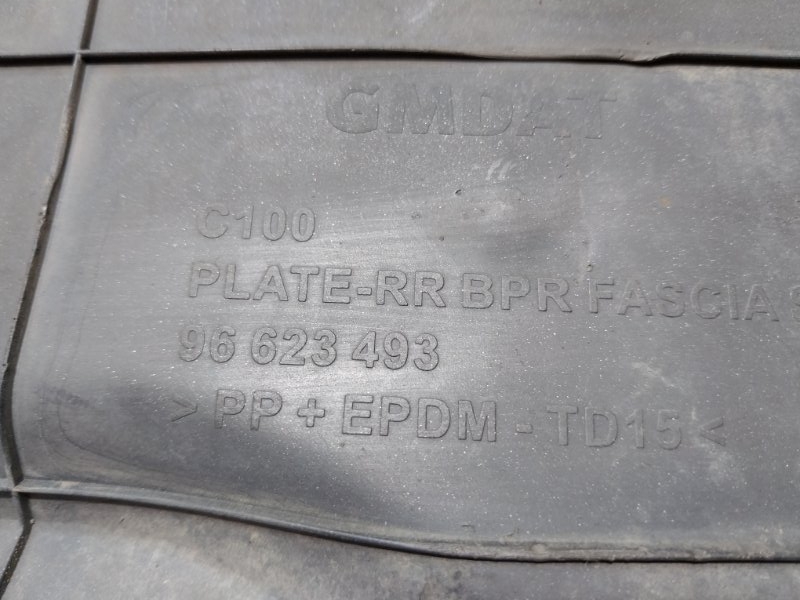 GMDAT
C100
PLATE-RR BPR FASCIA
96 623 493
> PP + EPDM - TD15 <